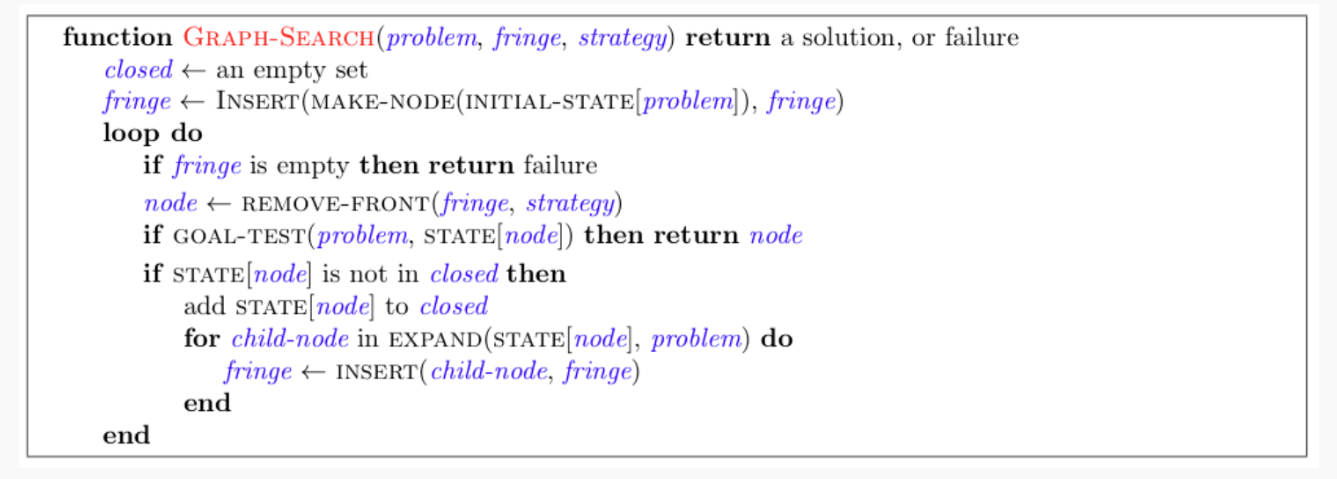 function GRAPH-SEARCH(problem, fringe, strategy) return a solution, or failure
closed ← an empty set
fringe ← INSERT(MAKE-NODE(INITIAL-STATE[problem]), fringe)
loop do
if fringe is empty then return failure
node ← REMOVE-FRONT(fringe, strategy)
if GOAL-TEST(problem, STATE[node]) then return node
if STATE[node] is not in closed then
add STATE[node] to closed
for child-node in EXPAND(STATE[node], problem) do
fringe ← INSERT(child-node, fringe)
end
end